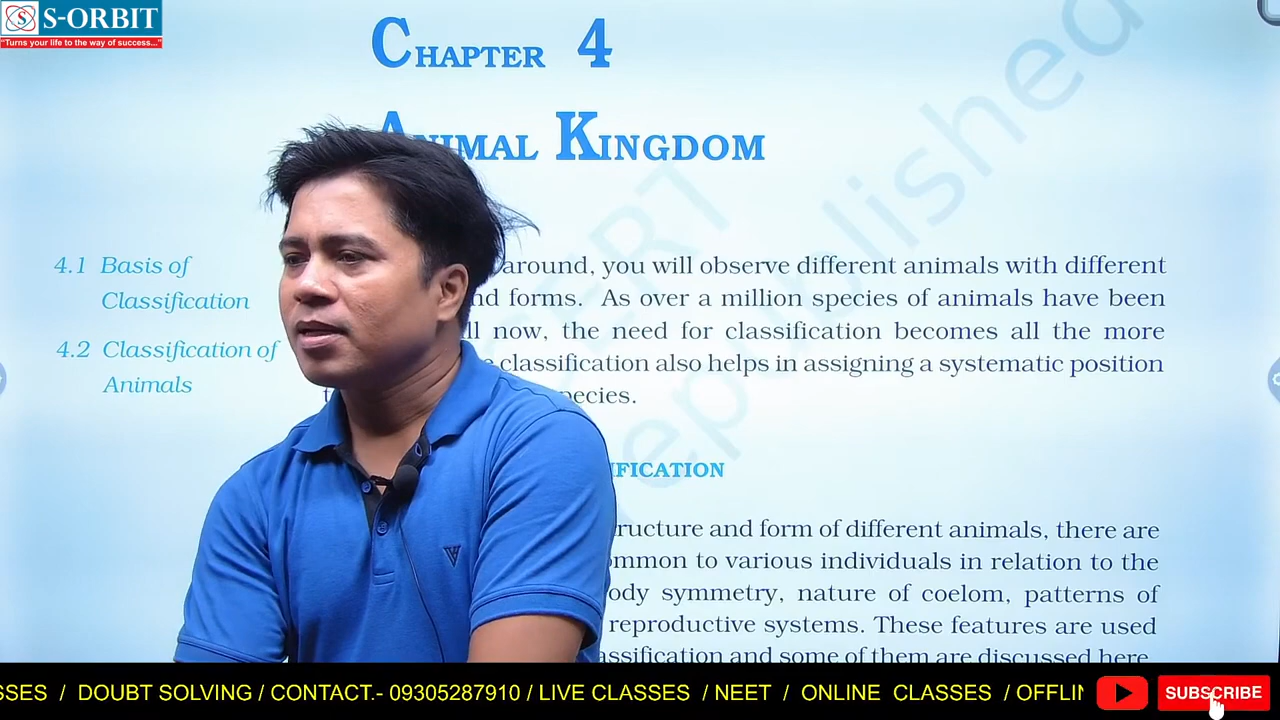 S-ORBIT
"Turns your life to the way of success..."
CHAPTER 4
ANIMAL KINGDOM
4.1 Basis of
Classification
4.2 Classification of
Animals
around, you will observe different animals with different
nd forms. As over a million species of animals have been
ll now, the need for classification becomes all the more
classification also helps in assigning a systematic position
t pecies.
IFICATION
ructure and form of different animals, there are
ommon to various individuals in relation to the
ody symmetry, nature of coelom, patterns of
reproductive systems. These features are used
assification and some of them are discussed here.
SSES / DOUBT SOLVING / CONTACT.- 09305287910 / LIVE CLASSES / NEET / ONLINE CLASSES / OFFLIN
SUBSCRIBE